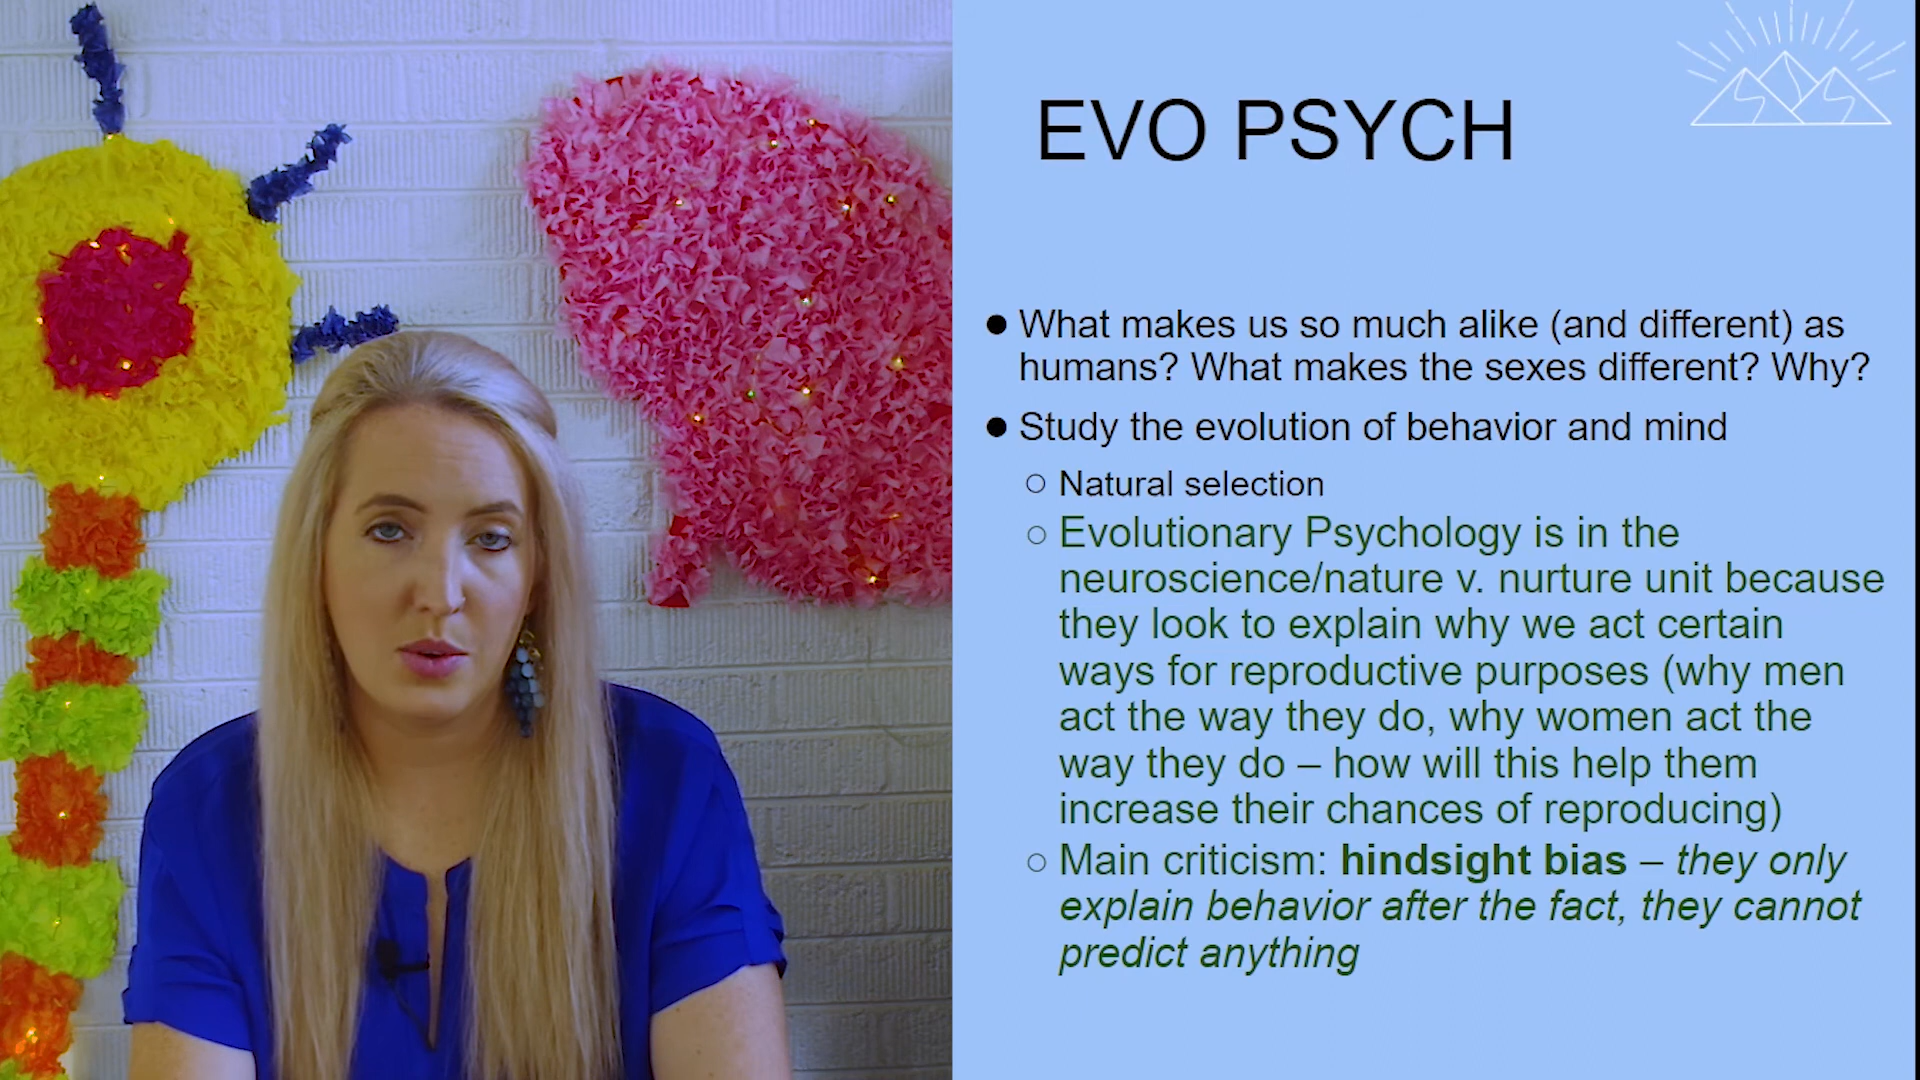 EVO PSYCH
● What makes us so much alike (and different) as
humans? What makes the sexes different? Why?
● Study the evolution of behavior and mind
○ Natural selection
○ Evolutionary Psychology is in the
neuroscience/nature v. nurture unit because
they look to explain why we act certain
ways for reproductive purposes (why men
act the way they do, why women act the
way they do – how will this help them
increase their chances of reproducing)
○ Main criticism: hindsight bias – they only
explain behavior after the fact, they cannot
predict anything